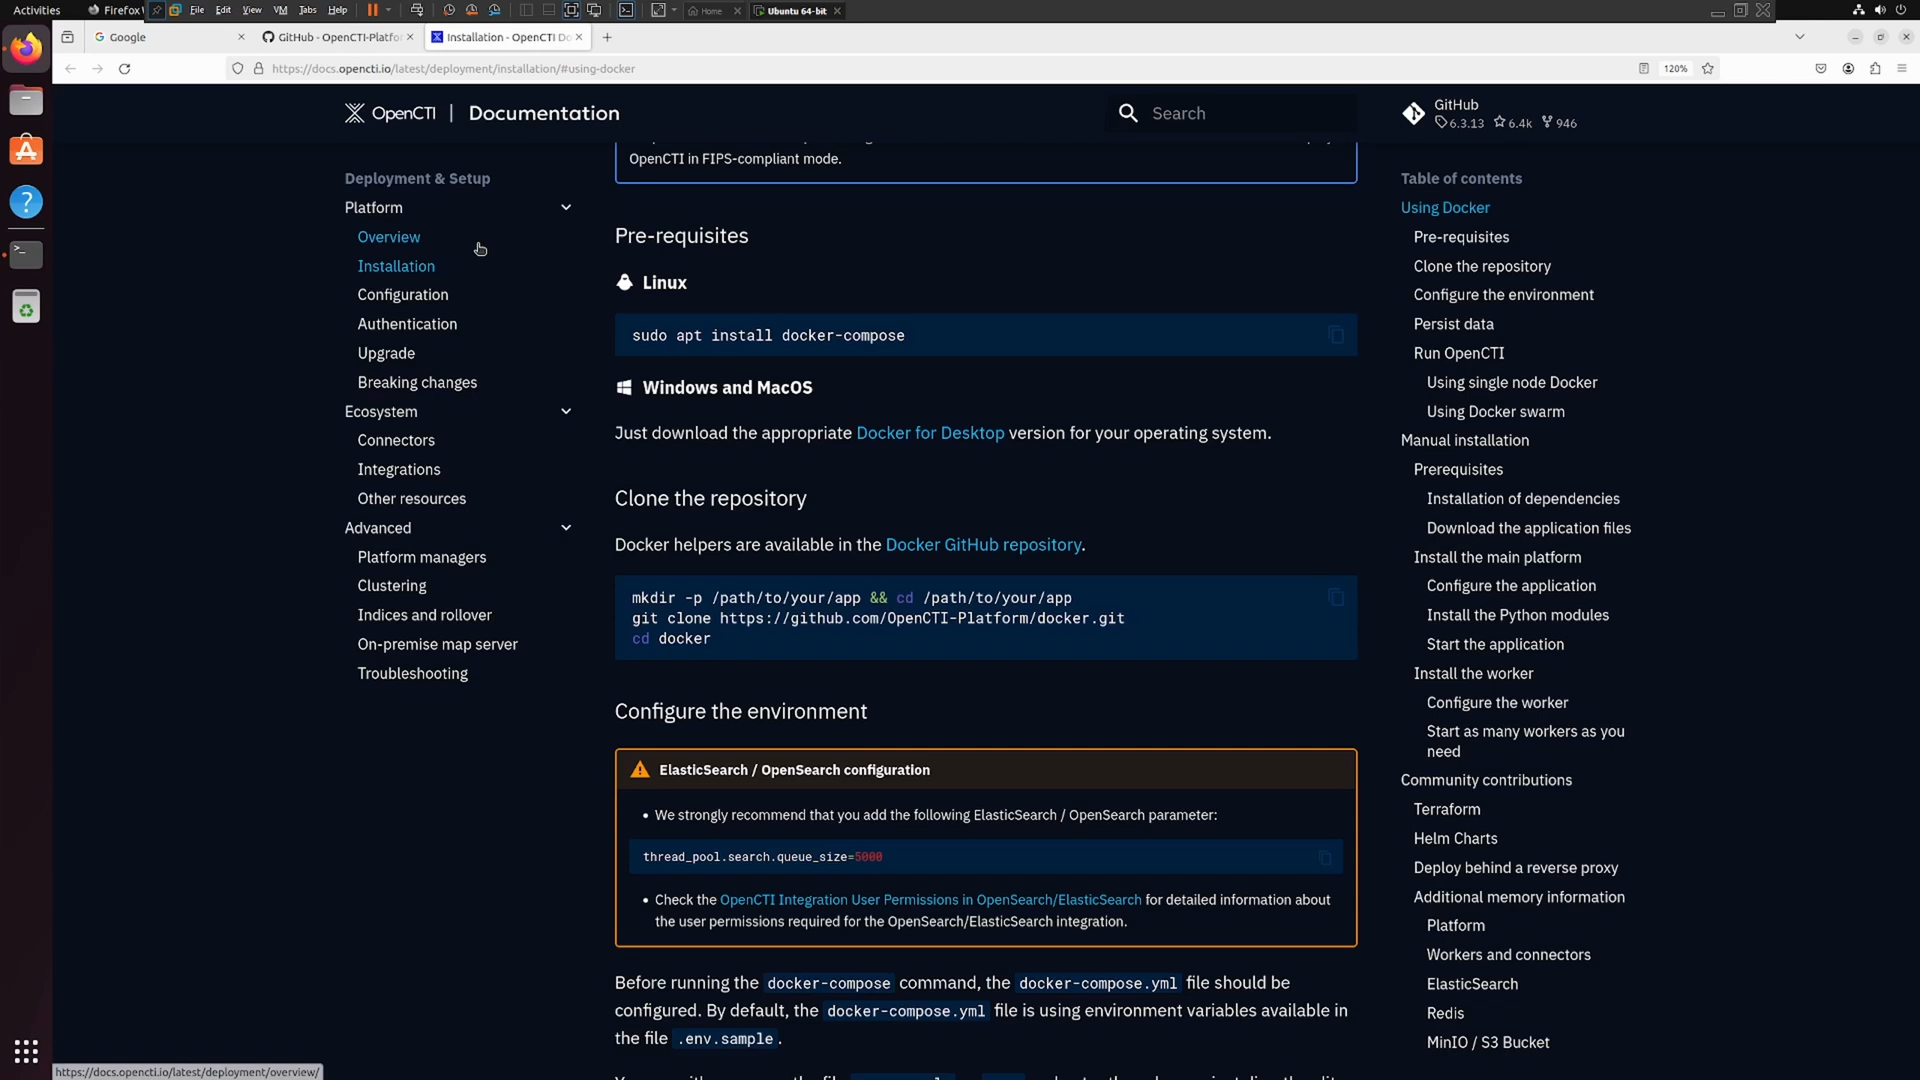 Activities
Firefox
File
Edit
View
VM
Tabs
Help
Home
Ubuntu 64-bit
Google
GitHub - OpenCTI-Platfo
Installation - OpenCTI Do
https://docs.opencti.io/latest/deployment/installation/#using-docker
120%
OpenCTI | Documentation
Search
GitHub
6.3.13 6.4k 946
Deployment & Setup
Platform
Overview
Installation
Configuration
Authentication
Upgrade
Breaking changes
Ecosystem
Connectors
Integrations
Other resources
Advanced
Platform managers
Clustering
Indices and rollover
On-premise map server
Troubleshooting
OpenCTI in FIPS-compliant mode.
Pre-requisites
Linux
sudo apt install docker-compose
Windows and MacOS
Just download the appropriate Docker for Desktop version for your operating system.
Clone the repository
Docker helpers are available in the Docker GitHub repository.
mkdir -p /path/to/your/app && cd /path/to/your/app
git clone https://github.com/OpenCTI-Platform/docker.git
cd docker
Configure the environment
ElasticSearch / OpenSearch configuration
• We strongly recommend that you add the following ElasticSearch / OpenSearch parameter:
thread_pool.search.queue_size=5000
• Check the OpenCTI Integration User Permissions in OpenSearch/ElasticSearch for detailed information about
the user permissions required for the OpenSearch/ElasticSearch integration.
Before running the docker-compose command, the docker-compose.yml file should be
configured. By default, the docker-compose.yml file is using environment variables available in
the file .env.sample.
Table of contents
Using Docker
Pre-requisites
Clone the repository
Configure the environment
Persist data
Run OpenCTI
Using single node Docker
Using Docker swarm
Manual installation
Prerequisites
Installation of dependencies
Download the application files
Install the main platform
Configure the application
Install the Python modules
Start the application
Install the worker
Configure the worker
Start as many workers as you
need
Community contributions
Terraform
Helm Charts
Deploy behind a reverse proxy
Additional memory information
Platform
Workers and connectors
ElasticSearch
Redis
MinIO / S3 Bucket
https://docs.opencti.io/latest/deployment/overview/